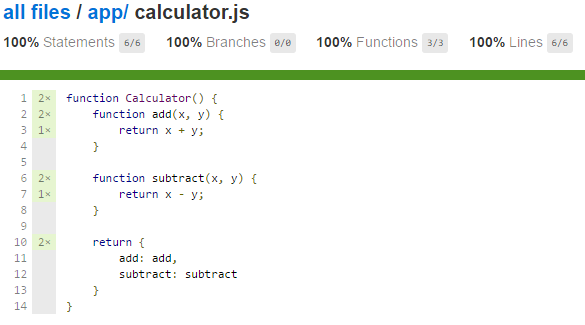 all files / app/ calculator.js
100% Statements 6/6 100% Branches 0/0 100% Functions 3/3 100% Lines 6/6
1 2× function Calculator() {
2 2×     function add(x, y) {
3 1×         return x + y;
4     }
5
6 2×     function subtract(x, y) {
7 1×         return x - y;
8     }
9
10 2×     return {
11         add: add,
12         subtract: subtract
13     }
14 }